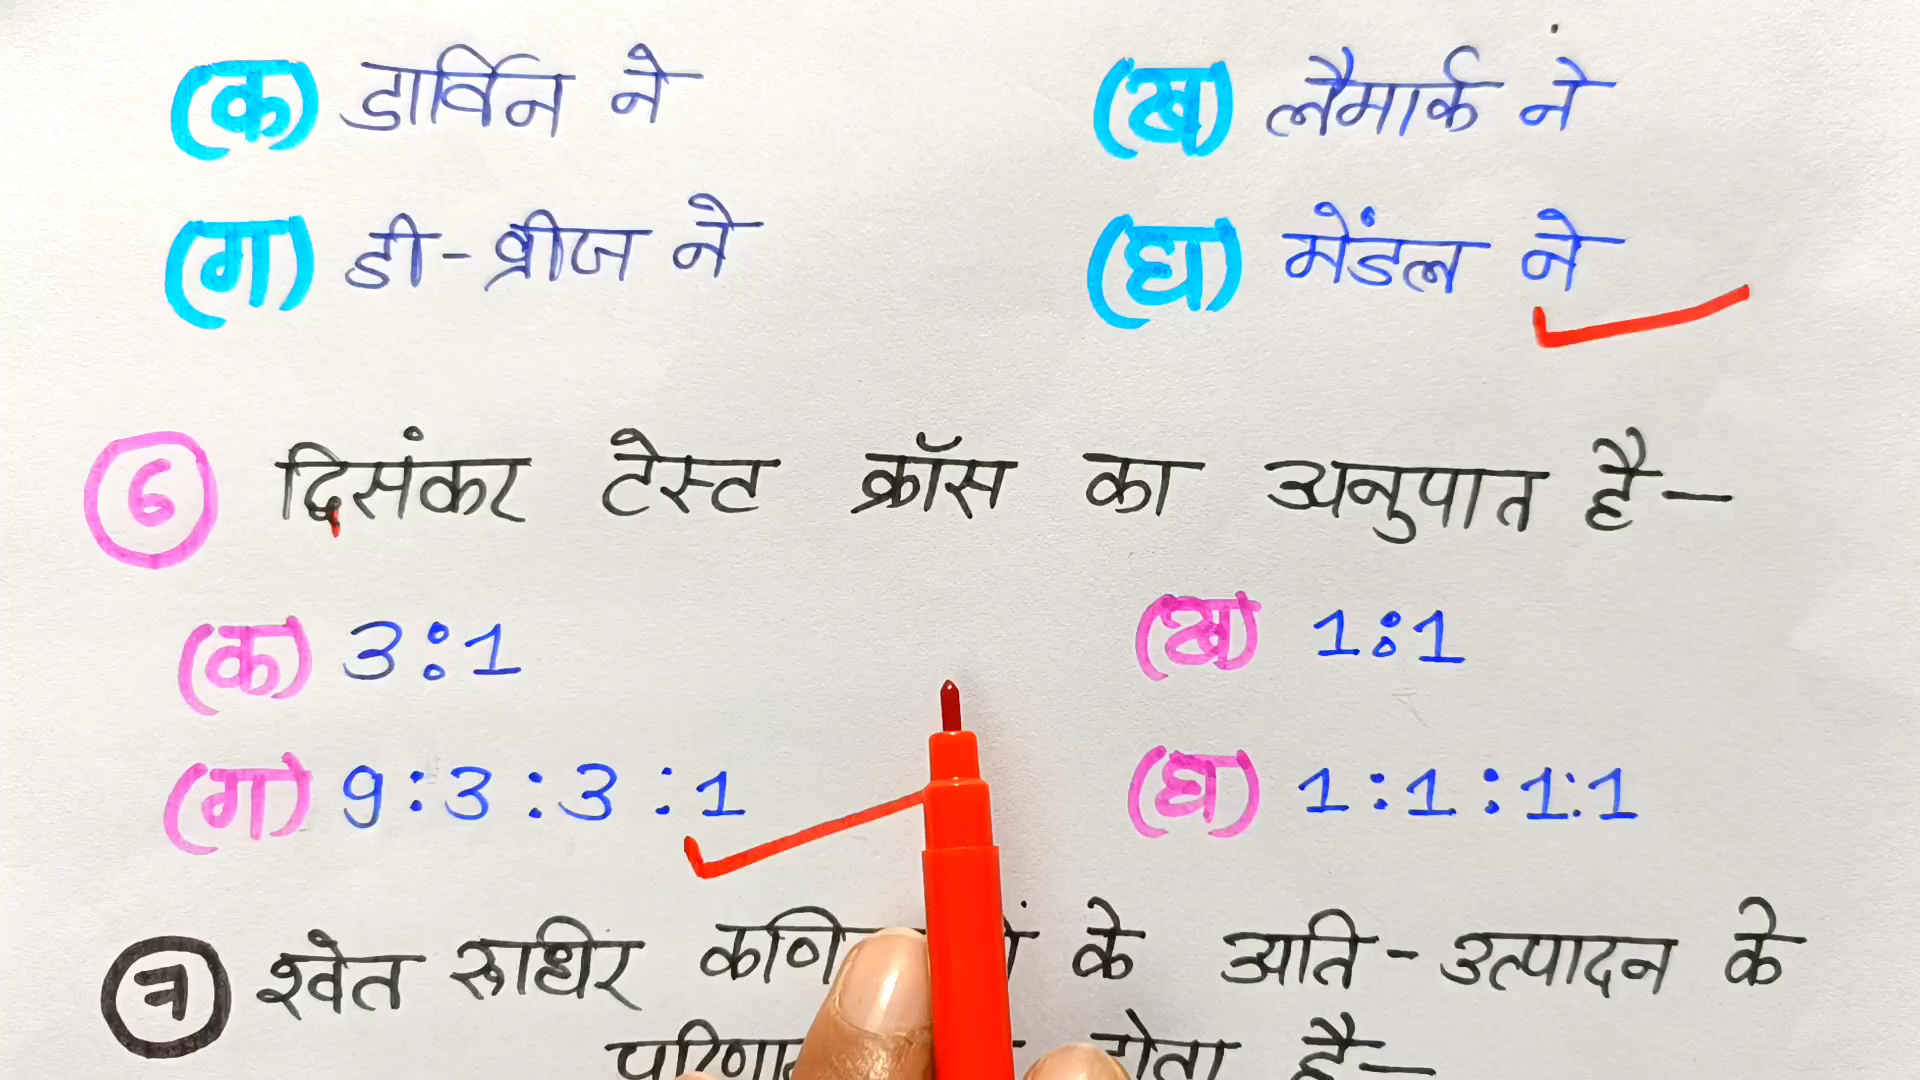 (क) डार्विन ने (ख) लैमार्क ने
(ग) डी-व्रीज ने (घ) मेंडल ने
6 द्विसंकर टेस्ट क्रॉस का अनुपात है-
(क) 3:1 (ख) 1:1
(ग) 9:3:3:1 (घ) 1:1:1:1
7 श्वेत रूधिर के अति-उत्पादन के
होता है-